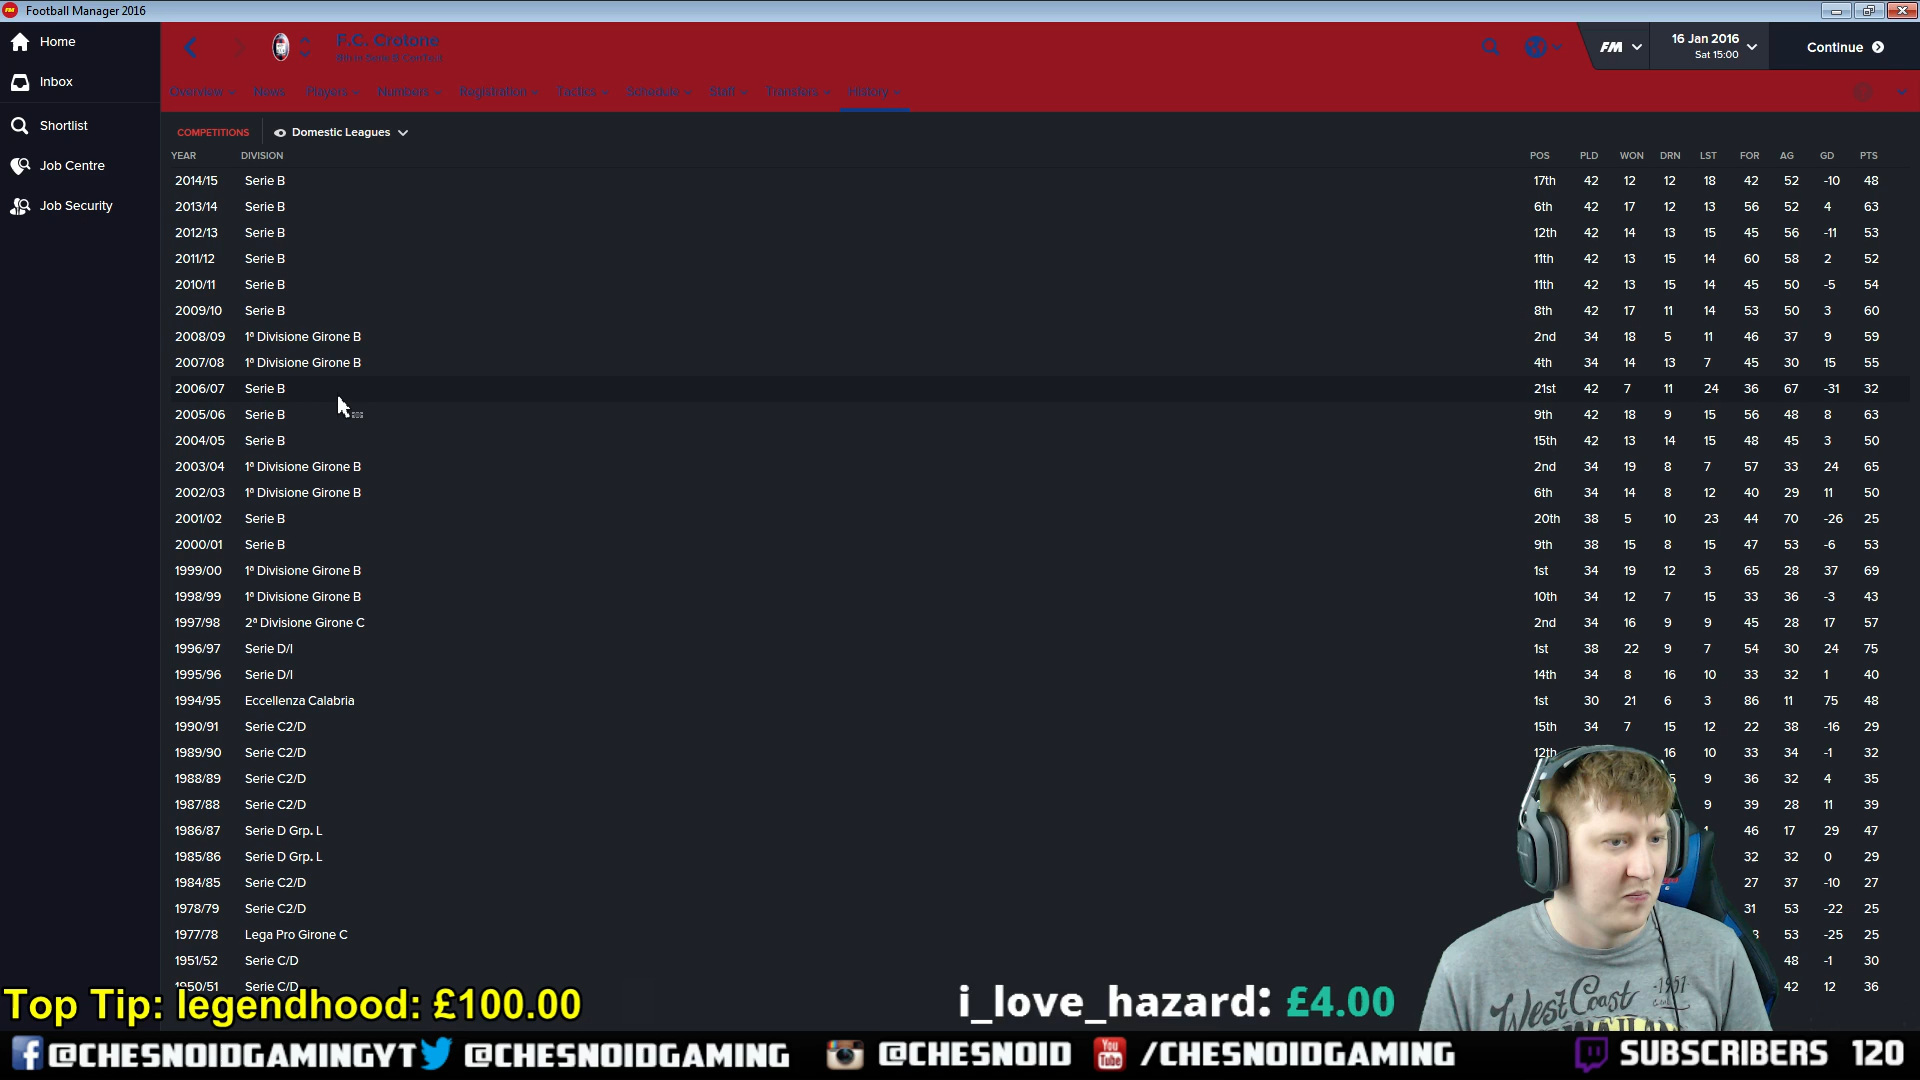 Football Manager 2016
Home
Inbox
Shortlist
Job Centre
Job Security
F.C. Crotone
FM
16 Jan 2016
Sat 15:00
Continue
Overview News Players Numbers Registration Tactics Schedule Staff Transfers History
COMPETITIONS Domestic Leagues
YEAR DIVISION POS PLD WON DRN LST FOR AG GD PTS
2014/15 Serie B 17th 42 12 12 18 42 52 -10 48
2013/14 Serie B 6th 42 17 12 13 56 52 4 63
2012/13 Serie B 12th 42 14 13 15 45 56 -11 53
2011/12 Serie B 11th 42 13 15 14 60 58 2 52
2010/11 Serie B 11th 42 13 15 14 45 50 -5 54
2009/10 Serie B 8th 42 17 11 14 53 50 3 60
2008/09 1ª Divisione Girone B 2nd 34 18 5 11 46 37 9 59
2007/08 1ª Divisione Girone B 4th 34 14 13 7 45 30 15 55
2006/07 Serie B 21st 42 7 11 24 36 67 -31 32
2005/06 Serie B 9th 42 18 9 15 56 48 8 63
2004/05 Serie B 15th 42 13 14 15 48 45 3 50
2003/04 1ª Divisione Girone B 2nd 34 19 8 7 57 33 24 65
2002/03 1ª Divisione Girone B 6th 34 14 8 12 40 29 11 50
2001/02 Serie B 20th 38 5 10 23 44 70 -26 25
2000/01 Serie B 9th 38 15 8 15 47 53 -6 53
1999/00 1ª Divisione Girone B 1st 34 19 12 3 65 28 37 69
1998/99 1ª Divisione Girone B 10th 34 12 7 15 33 36 -3 43
1997/98 2ª Divisione Girone C 2nd 34 16 9 9 45 28 17 57
1996/97 Serie D/I 1st 38 22 9 7 54 30 24 75
1995/96 Serie D/I 14th 34 8 16 10 33 32 1 40
1994/95 Eccellenza Calabria 1st 30 21 6 3 86 11 75 48
1990/91 Serie C2/D 15th 34 7 15 12 22 38 -16 29
1989/90 Serie C2/D 12th 16 10 33 34 -1 32
1988/89 Serie C2/D 9 36 32 4 35
1987/88 Serie C2/D 9 39 28 11 39
1986/87 Serie D Grp. L 46 17 29 47
1985/86 Serie D Grp. L 32 32 0 29
1984/85 Serie C2/D 27 37 -10 27
1978/79 Serie C2/D 31 53 -22 25
1977/78 Lega Pro Girone C 53 -25 25
1951/52 Serie C/D 48 -1 30
1950/51 Serie C/D 42 12 36
West Coast
Top Tip: legendhood: £100.00
i_love_hazard: £4.00
@CHESNOIDGAMINGYT @CHESNOIDGAMING @CHESNOID You Tube /CHESNOIDGAMING SUBSCRIBERS 120